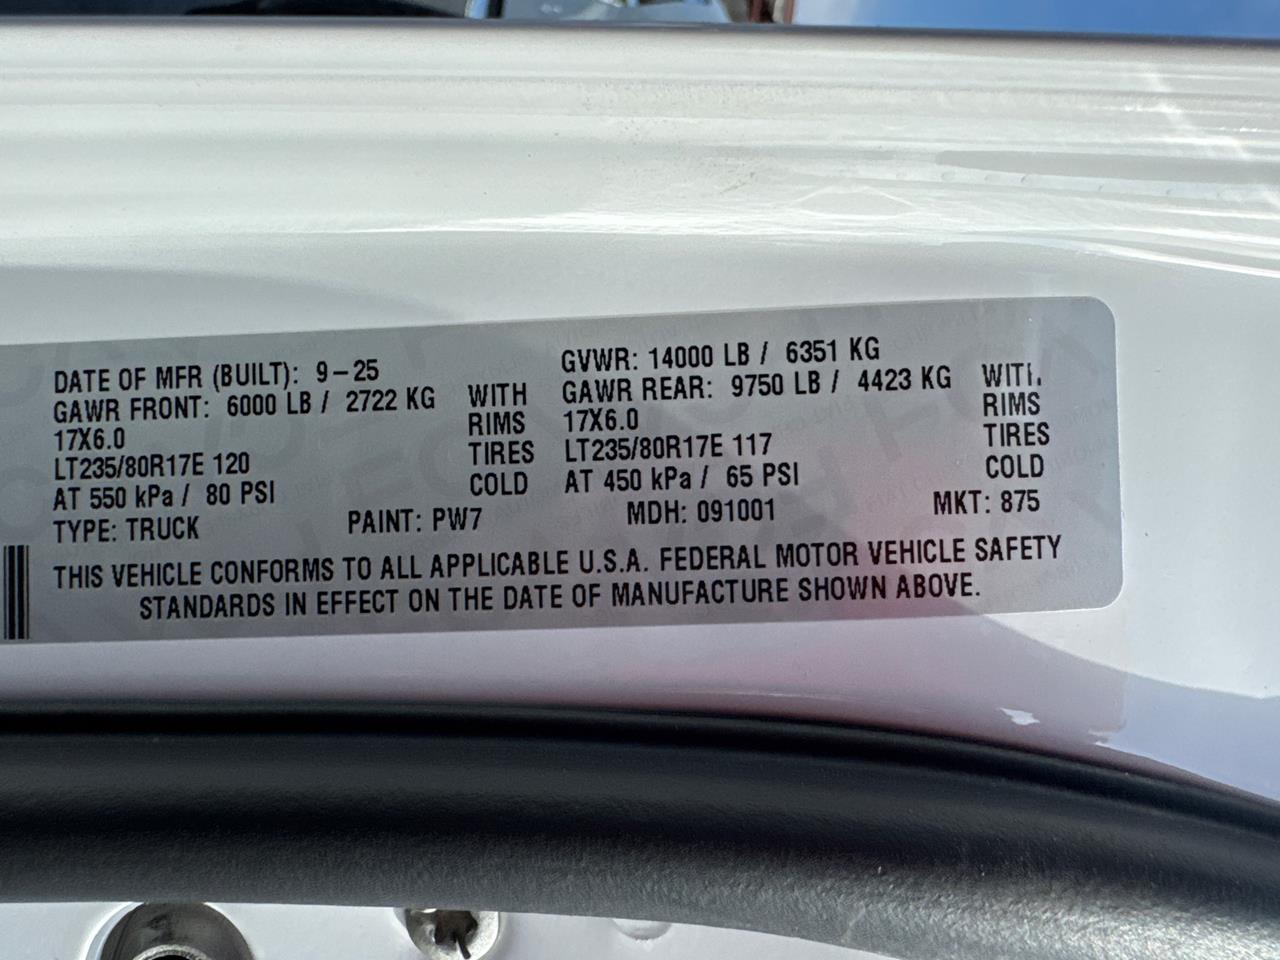 DATE OF MFR (BUILT): 9-25 GVWR: 14000 LB / 6351 KG
GAWR FRONT: 6000 LB / 2722 KG WITH GAWR REAR: 9750 LB / 4423 KG WITH
17X6.0 RIMS 17X6.0 RIMS
LT235/80R17E 120 TIRES LT235/80R17E 117 TIRES
AT 550 kPa / 80 PSI COLD AT 450 kPa / 65 PSI COLD
TYPE: TRUCK PAINT: PW7 MDH: 091001 MKT: 875
THIS VEHICLE CONFORMS TO ALL APPLICABLE U.S.A. FEDERAL MOTOR VEHICLE SAFETY
STANDARDS IN EFFECT ON THE DATE OF MANUFACTURE SHOWN ABOVE.